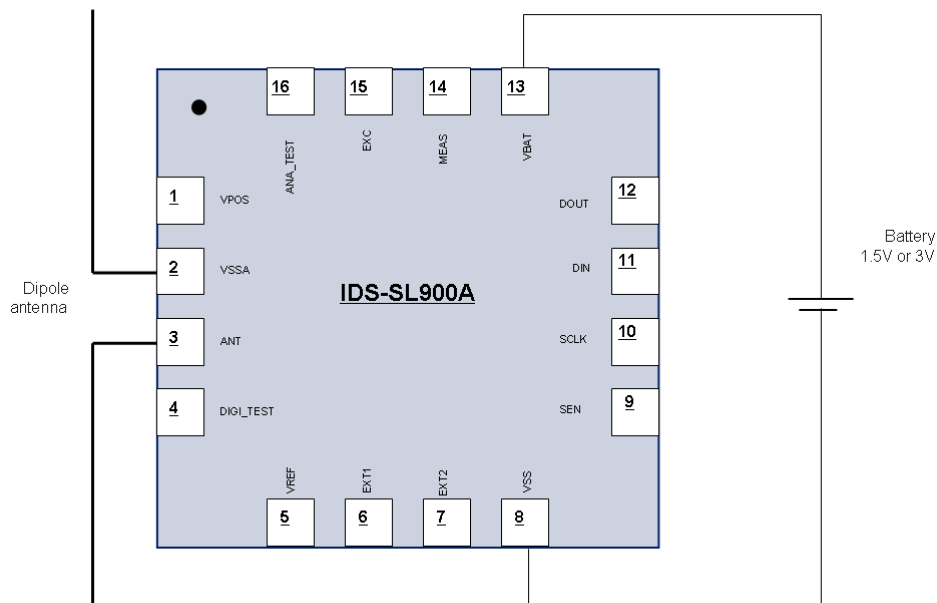 16
15
14
13
ANA_TEST
EXC
MEAS
VBAT
1
VPOS
DOUT
12
2
VSSA
DIN
11
Battery
1.5V or 3V
Dipole
antenna
IDS-SL900A
3
ANT
SCLK
10
4
DIGI_TEST
SEN
9
VREF
EXT1
EXT2
VSS
5
6
7
8